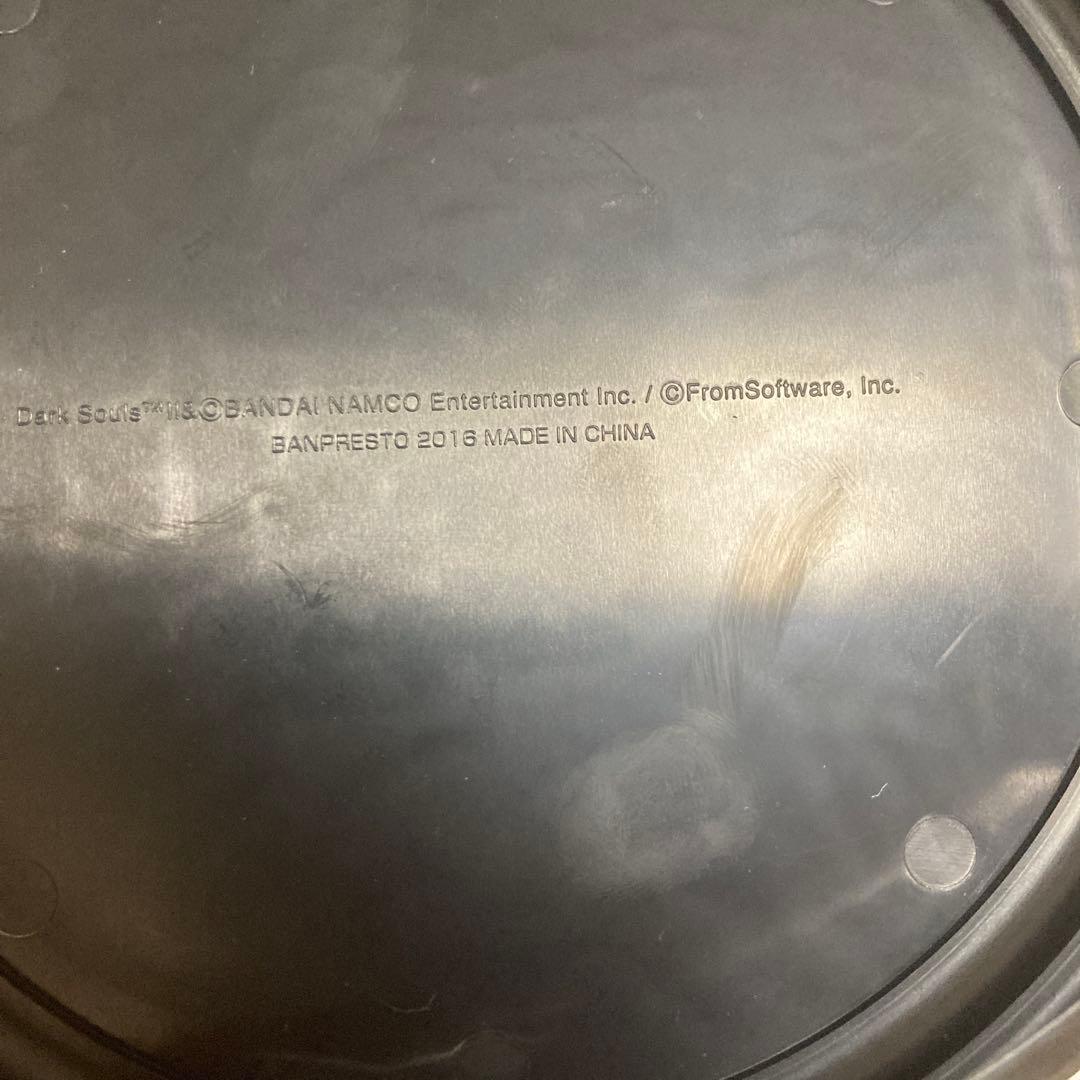 Dark Souls™II&©BANDAI NAMCO Entertainment Inc. / ©FromSoftware, Inc.
BANPRESTO 2016 MADE IN CHINA